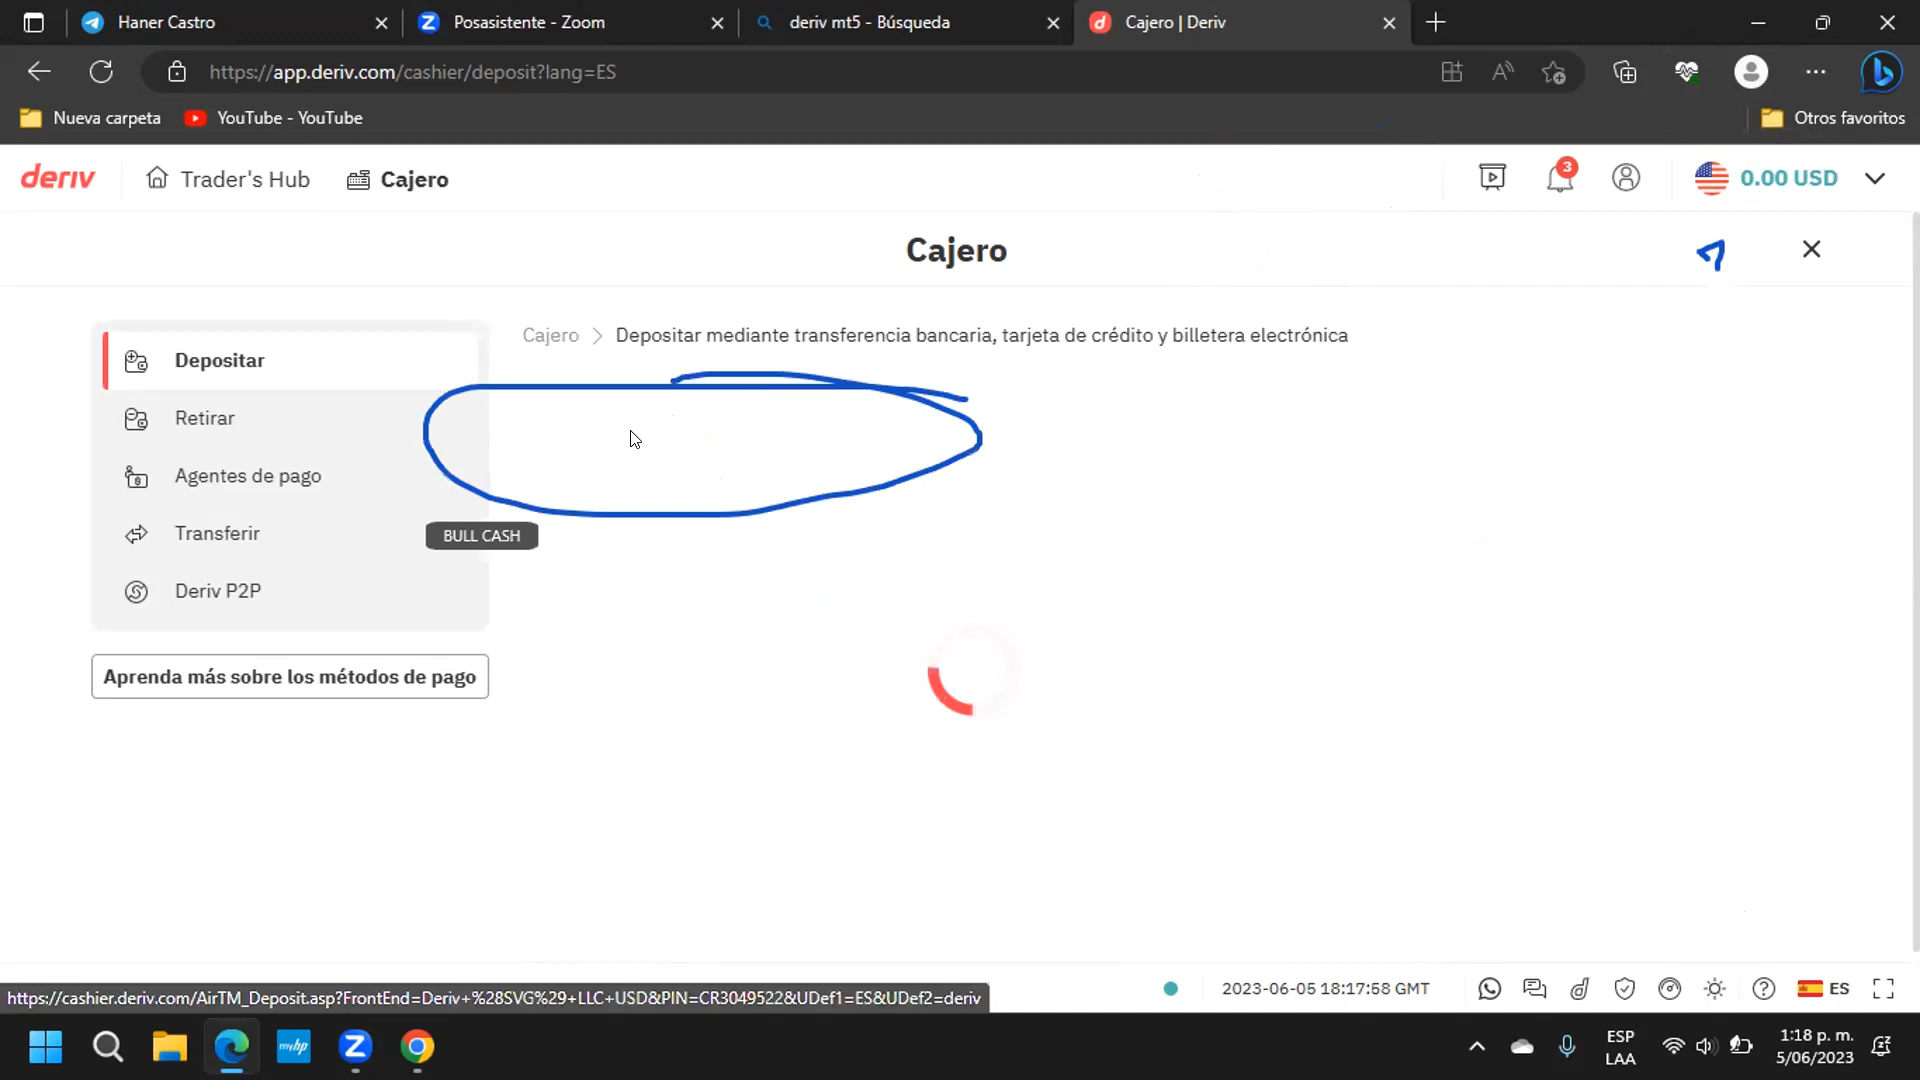 Haner Castro
Posasistente - Zoom
deriv mt5 - Búsqueda
Cajero | Deriv
https://app.deriv.com/cashier/deposit?lang=ES
Nueva carpeta
YouTube - YouTube
Otros favoritos
deriv
Trader's Hub
Cajero
3
0.00 USD
Cajero
Cajero > Depositar mediante transferencia bancaria, tarjeta de crédito y billetera electrónica
Depositar
Retirar
Agentes de pago
Transferir
Deriv P2P
BULL CASH
Aprenda más sobre los métodos de pago
https://cashier.deriv.com/AirTM_Deposit.asp?FrontEnd=Deriv+%28SVG%29+LLC+USD&PIN=CR3049522&UDef1=ES&UDef2=deriv
2023-06-05 18:17:58 GMT
ES
myhp
ESP
LAA
1:18 p. m.
5/06/2023